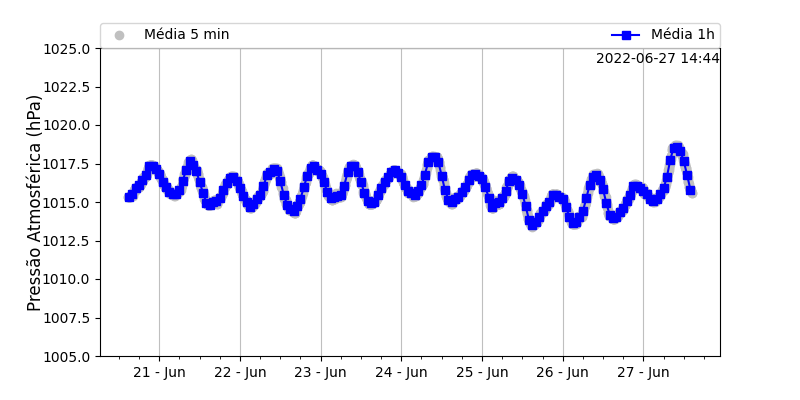 Média 5 min
Média 1h
2022-06-27 14:44
Pressão Atmosférica (hPa)
1025.0
1022.5
1020.0
1017.5
1015.0
1012.5
1010.0
1007.5
1005.0
21 - Jun
22 - Jun
23 - Jun
24 - Jun
25 - Jun
26 - Jun
27 - Jun